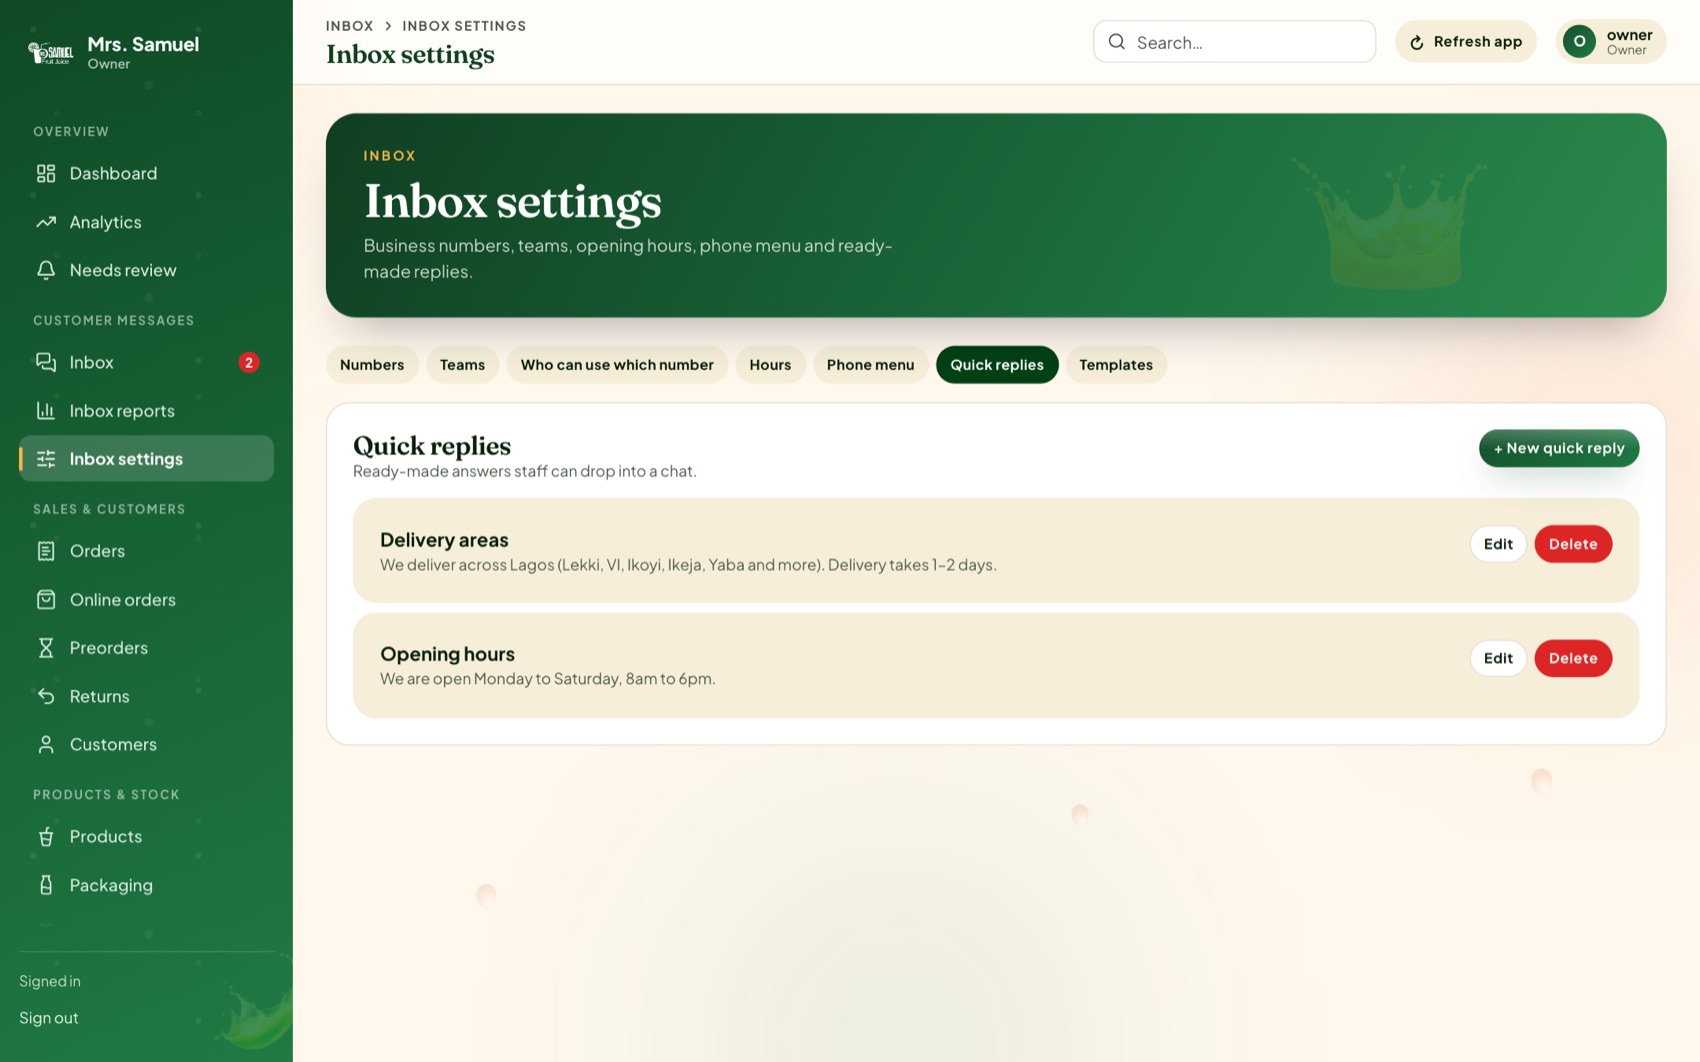 SAMUEL
Fruit Juice
Mrs. Samuel
Owner
OVERVIEW
Dashboard
Analytics
Needs review
CUSTOMER MESSAGES
Inbox
2
Inbox reports
Inbox settings
SALES & CUSTOMERS
Orders
Online orders
Preorders
Returns
Customers
PRODUCTS & STOCK
Products
Packaging
Signed in
Sign out
INBOX > INBOX SETTINGS
Inbox settings
Search...
Refresh app
O
owner
Owner
INBOX
Inbox settings
Business numbers, teams, opening hours, phone menu and ready-
made replies.
Numbers
Teams
Who can use which number
Hours
Phone menu
Quick replies
Templates
Quick replies
Ready-made answers staff can drop into a chat.
+ New quick reply
Delivery areas
We deliver across Lagos (Lekki, VI, Ikoyi, Ikeja, Yaba and more). Delivery takes 1–2 days.
Edit
Delete
Opening hours
We are open Monday to Saturday, 8am to 6pm.
Edit
Delete